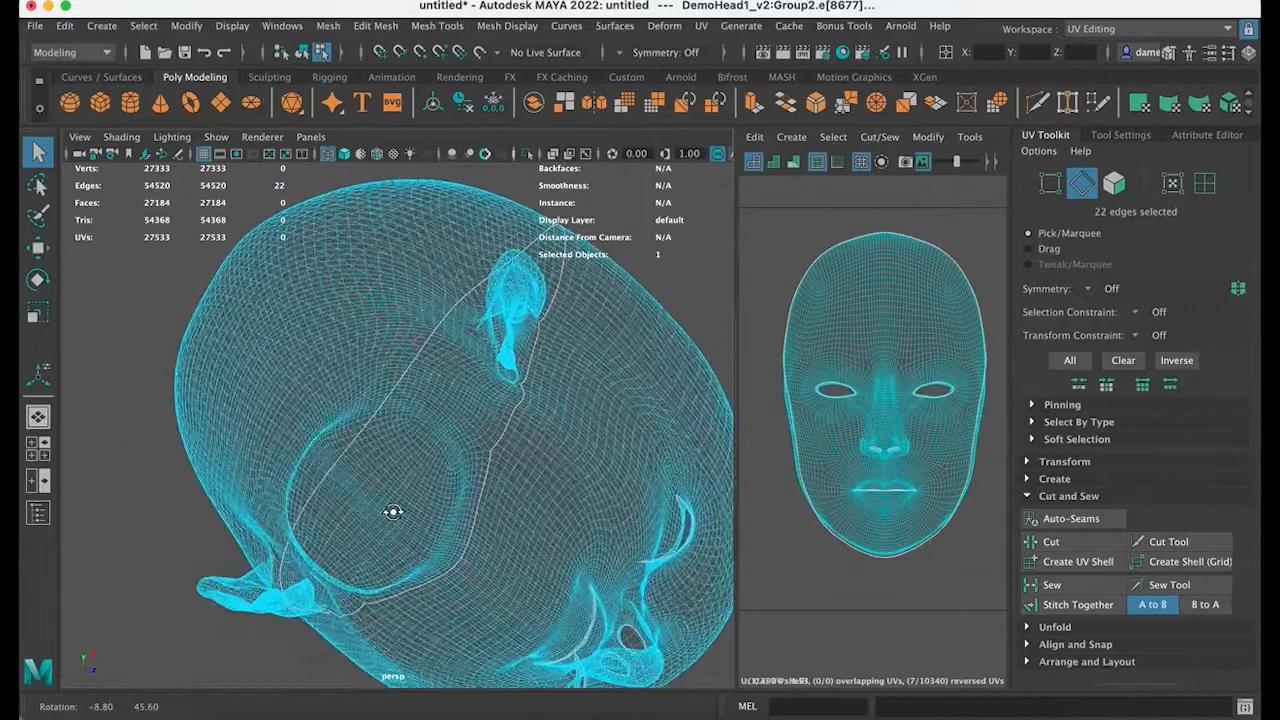 untitled* - Autodesk MAYA 2022: untitled --- DemoHead1_v2:Group2.e[8677]...
File Edit Create Select Modify Display Windows Mesh Edit Mesh Mesh Tools Mesh Display Curves Surfaces Deform UV Generate Cache Bonus Tools Arnold Help
Workspace : UV Editing
Modeling No Live Surface Symmetry: Off X: Y: Z: dame
Curves / Surfaces Poly Modeling Sculpting Rigging Animation Rendering FX FX Caching Custom Arnold Bifrost MASH Motion Graphics XGen
View Shading Lighting Show Renderer Panels
0.00 1.00
Verts: 27333 27333 0
Edges: 54520 54520 22
Faces: 27184 27184 0
Tris: 54368 54368 0
UVs: 27533 27533 0
Backfaces: N/A
Smoothness: N/A
Instance: N/A
Display Layer: default
Distance From Camera: N/A
Selected Objects: 1
persp
Edit Create Select Cut/Sew Modify Tools
overlapping UVs, (7/10340) reversed UVs
UV Toolkit Tool Settings Attribute Editor
Options Help
22 edges selected
Pick/Marquee
Drag
Tweak/Marquee
Symmetry: Off
Selection Constraint: Off
Transform Constraint: Off
All Clear Inverse
Pinning
Select By Type
Soft Selection
Transform
Create
Cut and Sew
Auto-Seams
Cut Cut Tool
Create UV Shell Create Shell (Grid)
Sew Sew Tool
Stitch Together A to B B to A
Unfold
Align and Snap
Arrange and Layout
Rotation: -8.80 45.60
MEL